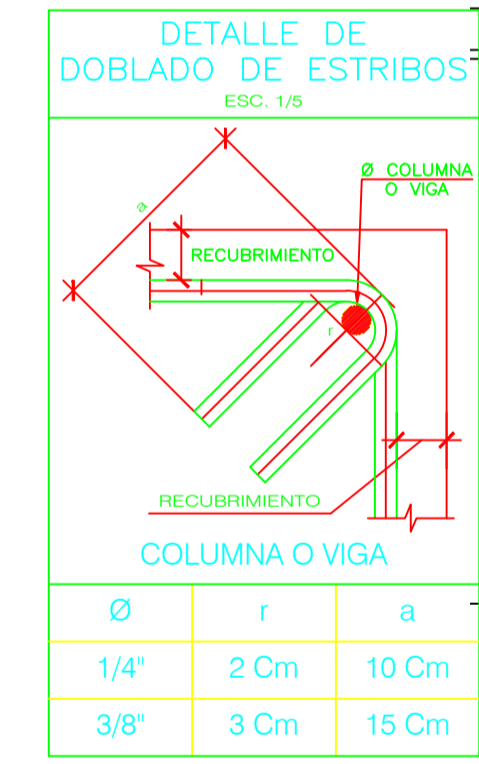 DETALLE DE
DOBLADO DE ESTRIBOS
ESC. 1/5
Ø COLUMNA
O VIGA
a
RECUBRIMIENTO
r
RECUBRIMIENTO
COLUMNA O VIGA
Ø r a
1/4" 2 Cm 10 Cm
3/8" 3 Cm 15 Cm